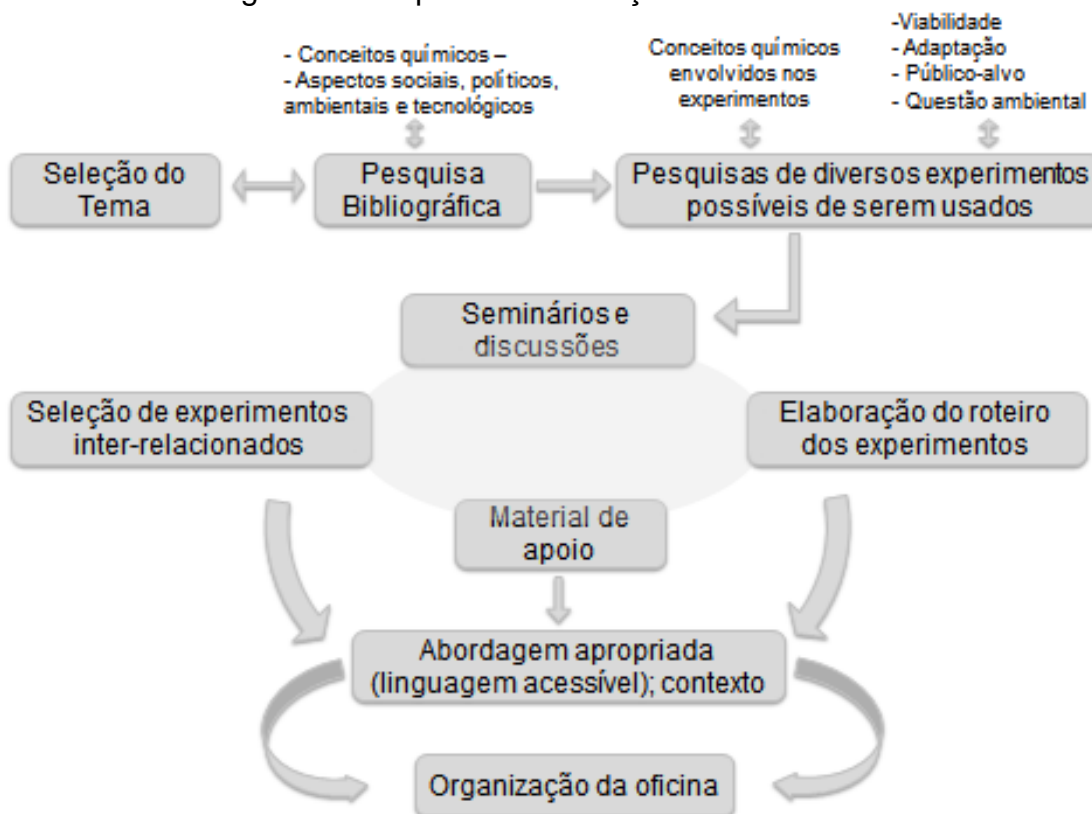 - Conceitos químicos –
- Aspectos sociais, políticos,
ambientais e tecnológicos
Conceitos químicos
envolvidos nos
experimentos
-Viabilidade
- Adaptação
- Público-alvo
- Questão ambiental
Seleção do
Tema
Pesquisa
Bibliográfica
Pesquisas de diversos experimentos
possíveis de serem usados
Seminários e
discussões
Seleção de experimentos
inter-relacionados
Elaboração do roteiro
dos experimentos
Material de
apoio
Abordagem apropriada
(linguagem acessível); contexto
Organização da oficina